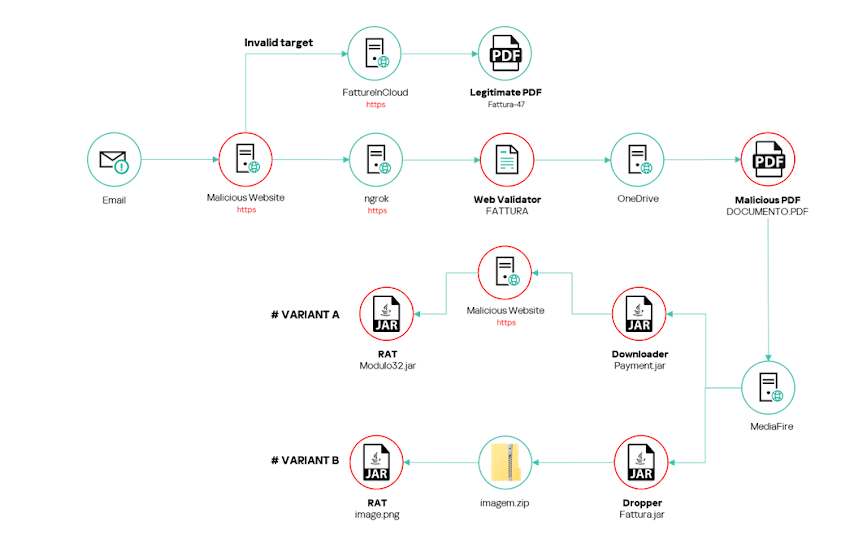 Invalid target
PDF
FattureInCloud
https
Legitimate PDF
Fattura-47
PDF
Email
Malicious Website
https
ngrok
https
Web Validator
FATTURA
OneDrive
Malicious PDF
DOCUMENTO.PDF
# VARIANT A
JAR
RAT
Modulo32.jar
Malicious Website
https
JAR
Downloader
Payment.jar
MediaFire
# VARIANT B
JAR
RAT
image.png
imagem.zip
JAR
Dropper
Fattura.jar